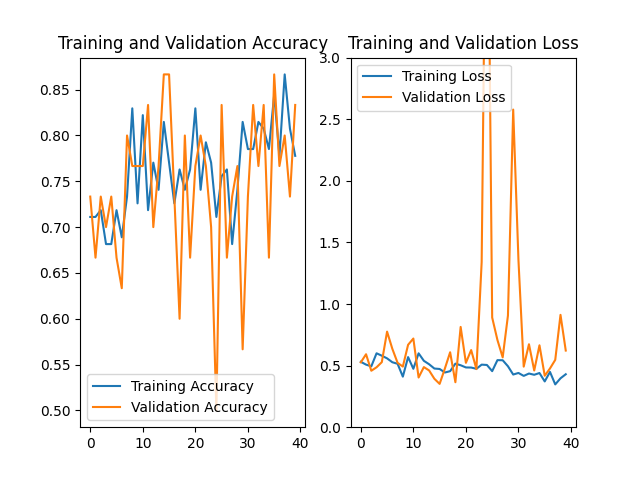 Training and Validation Accuracy
0.85
0.80
0.75
0.70
0.65
0.60
0.55
0.50
Training Accuracy
Validation Accuracy
0 10 20 30 40
Training and Validation Loss
3.0
2.5
2.0
1.5
1.0
0.5
0.0
Training Loss
Validation Loss
0 10 20 30 40